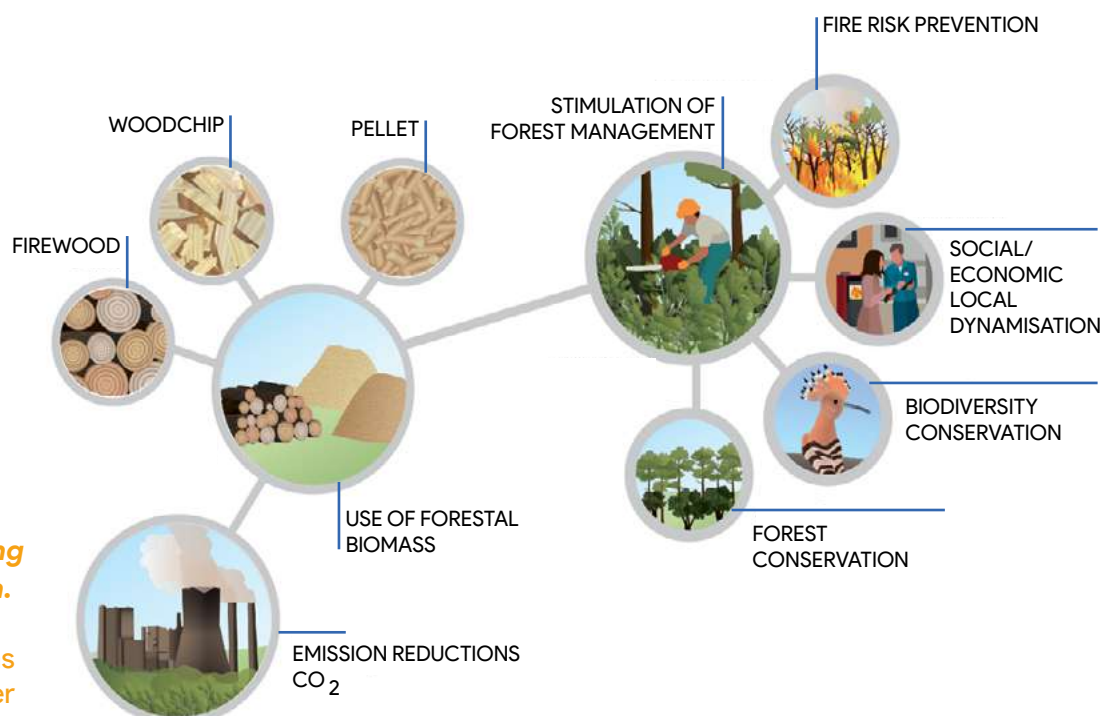 FIRE RISK PREVENTION
STIMULATION OF
FOREST MANAGEMENT
WOODCHIP
PELLET
FIREWOOD
SOCIAL/
ECONOMIC
LOCAL
DYNAMISATION
BIODIVERSITY
CONSERVATION
USE OF FORESTAL
BIOMASS
FOREST
CONSERVATION
EMISSION REDUCTIONS
CO2